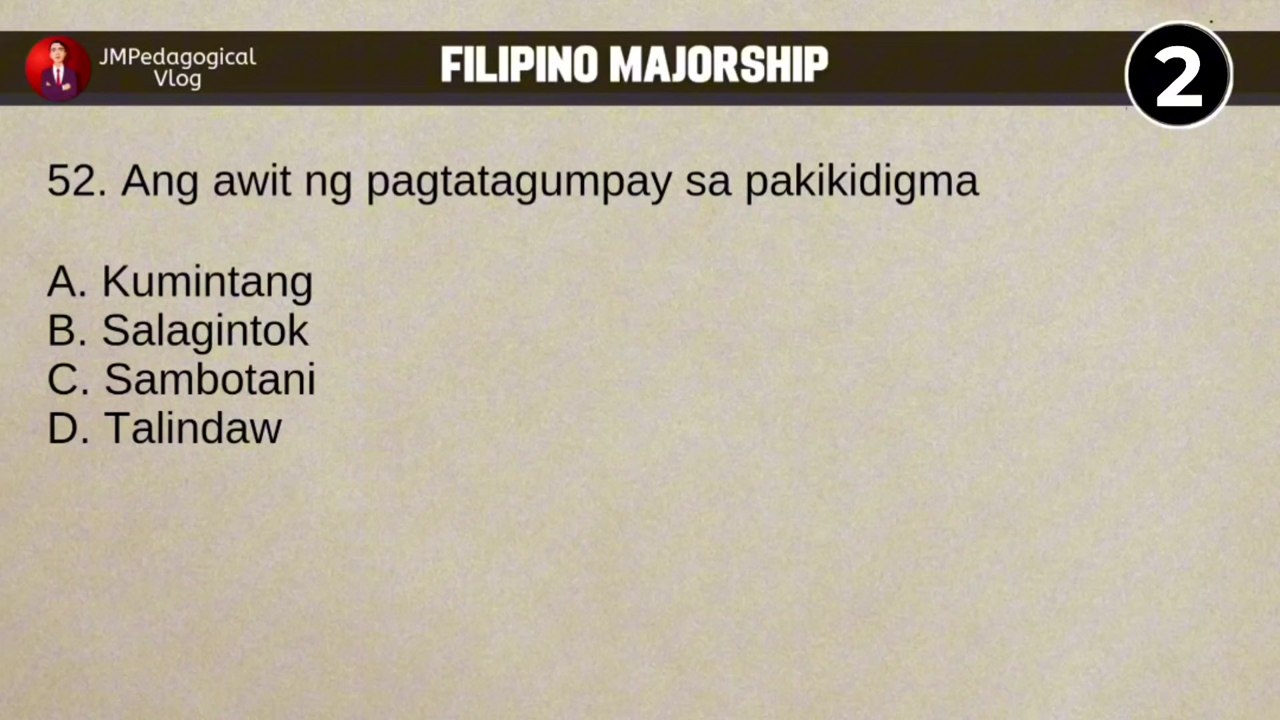 JMPedagogical
Vlog
FILIPINO MAJORSHIP
2
52. Ang awit ng pagtatagumpay sa pakikidigma
A. Kumintang
B. Salagintok
C. Sambotani
D. Talindaw